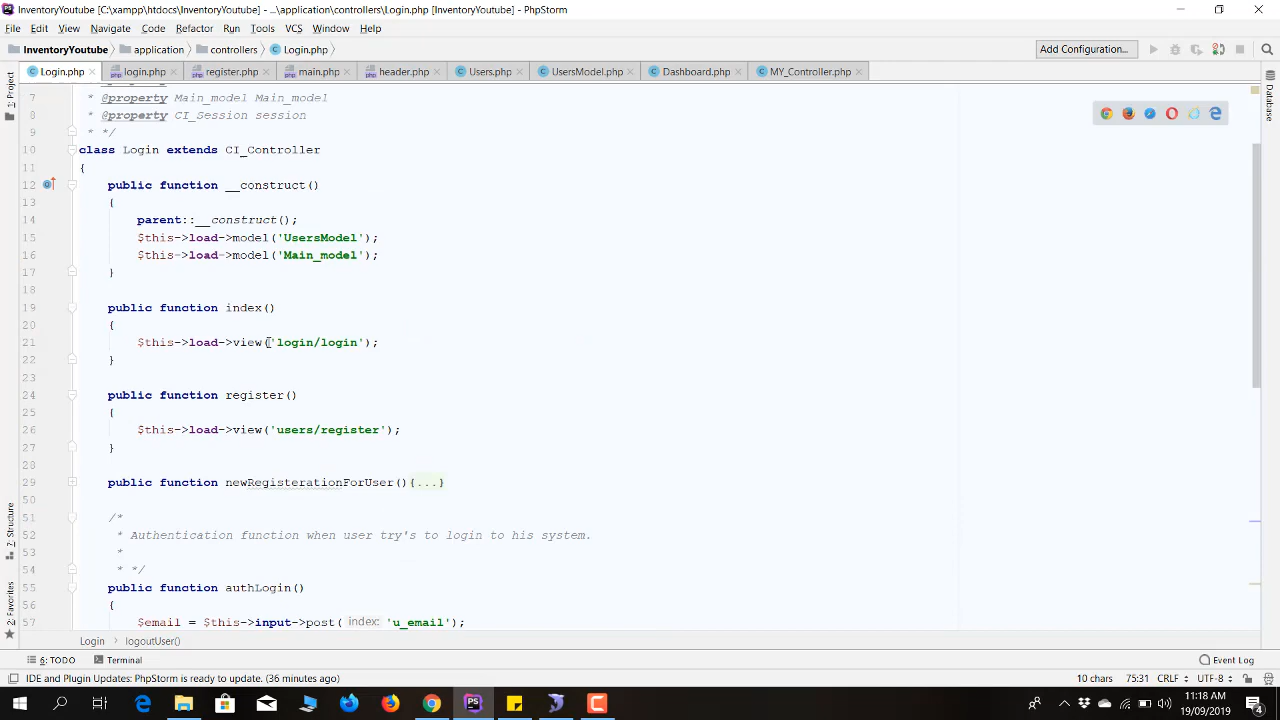 InventoryYoutube [C:\xampp\htdocs\InventoryYoutube] - ...\application\controllers\Login.php [InventoryYoutube] - PhpStorm
File Edit View Navigate Code Refactor Run Tools VCS Window Help
InventoryYoutube application controllers Login.php Add Configuration...
Login.php login.php register.php main.php header.php Users.php UsersModel.php Dashboard.php MY_Controller.php
1: Project
Database
7 * @property Main_model Main_model
8 * @property CI_Session session
9 * */
10 class Login extends CI_Controller
11 {
12 public function __construct()
13 {
14 parent::__construct();
15 $this->load->model('UsersModel');
16 $this->load->model('Main_model');
17 }
18
19 public function index()
20 {
21 $this->load->view('login/login');
22 }
23
24 public function register()
25 {
26 $this->load->view('users/register');
27 }
28
29 public function newRegisterationForUser(){...}
50
51 /*
52 * Authentication function when user try's to login to his system.
53 *
54 * */
55 public function authLogin()
56 {
57 $email = $this->input->post( index: 'u_email');
7: Structure
2: Favorites
Login logoutUser()
6: TODO Terminal Event Log
IDE and Plugin Updates: PhpStorm is ready to update. (36 minutes ago) 10 chars 75:31 CRLF UTF-8
11:18 AM
19/09/2019
4